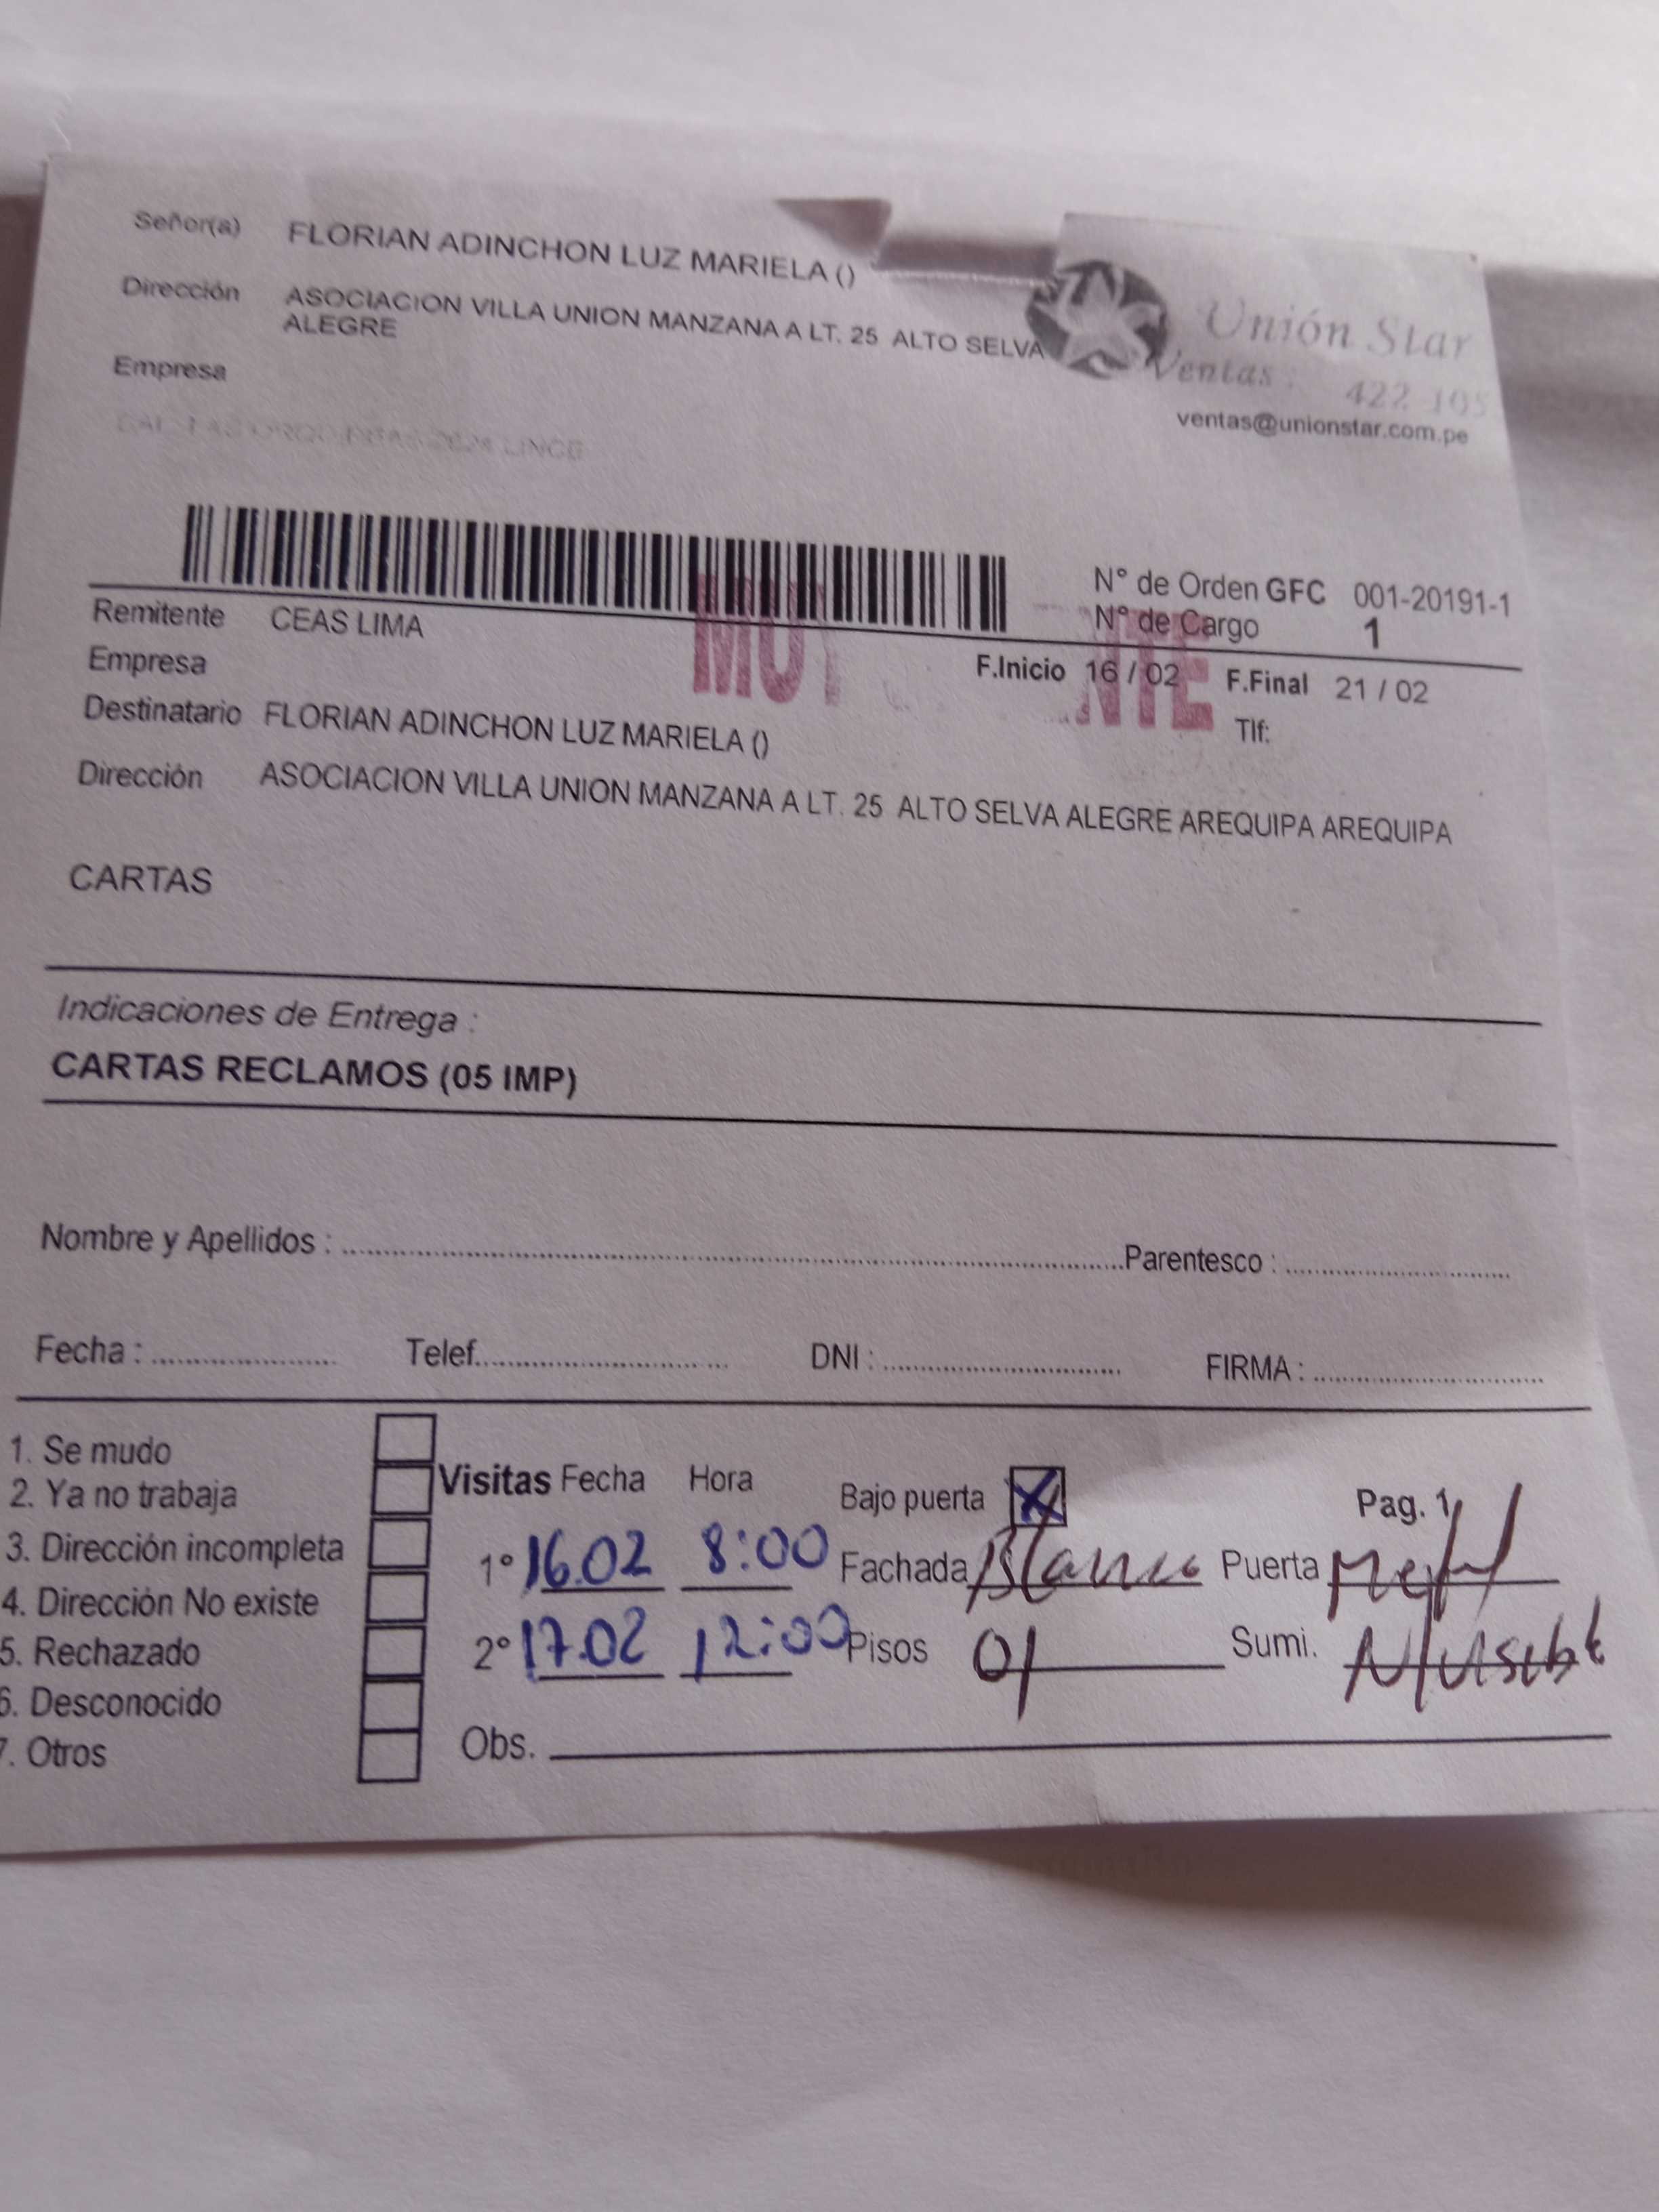 Señor(a) FLORIAN ADINCHON LUZ MARIELA ()
Dirección ASOCIACION VILLA UNION MANZANA A LT. 25 ALTO SELVA
ALEGRE
Unión Star
Ventas : 422 105
ventas@unionstar.com.pe
Empresa
LINCE
N° de Orden GFC 001-20191-1
N° de Cargo 1
Remitente CEAS LIMA
Empresa
F.Inicio 16 / 02 F.Final 21 / 02
Destinatario FLORIAN ADINCHON LUZ MARIELA ()
Tlf:
Dirección ASOCIACION VILLA UNION MANZANA A LT. 25 ALTO SELVA ALEGRE AREQUIPA AREQUIPA
CARTAS
Indicaciones de Entrega :
CARTAS RECLAMOS (05 IMP)
Nombre y Apellidos : Parentesco :
Fecha : Telef. DNI : FIRMA :
1. Se mudo
2. Ya no trabaja
3. Dirección incompleta
4. Dirección No existe
5. Rechazado
6. Desconocido
7. Otros
Visitas Fecha Hora Bajo puerta X Pag. 1
1° 16.02 8:00 Fachada Blanco Puerta
2° 17.02 12:00 Pisos 01 Sumi. N/Visible
Obs.